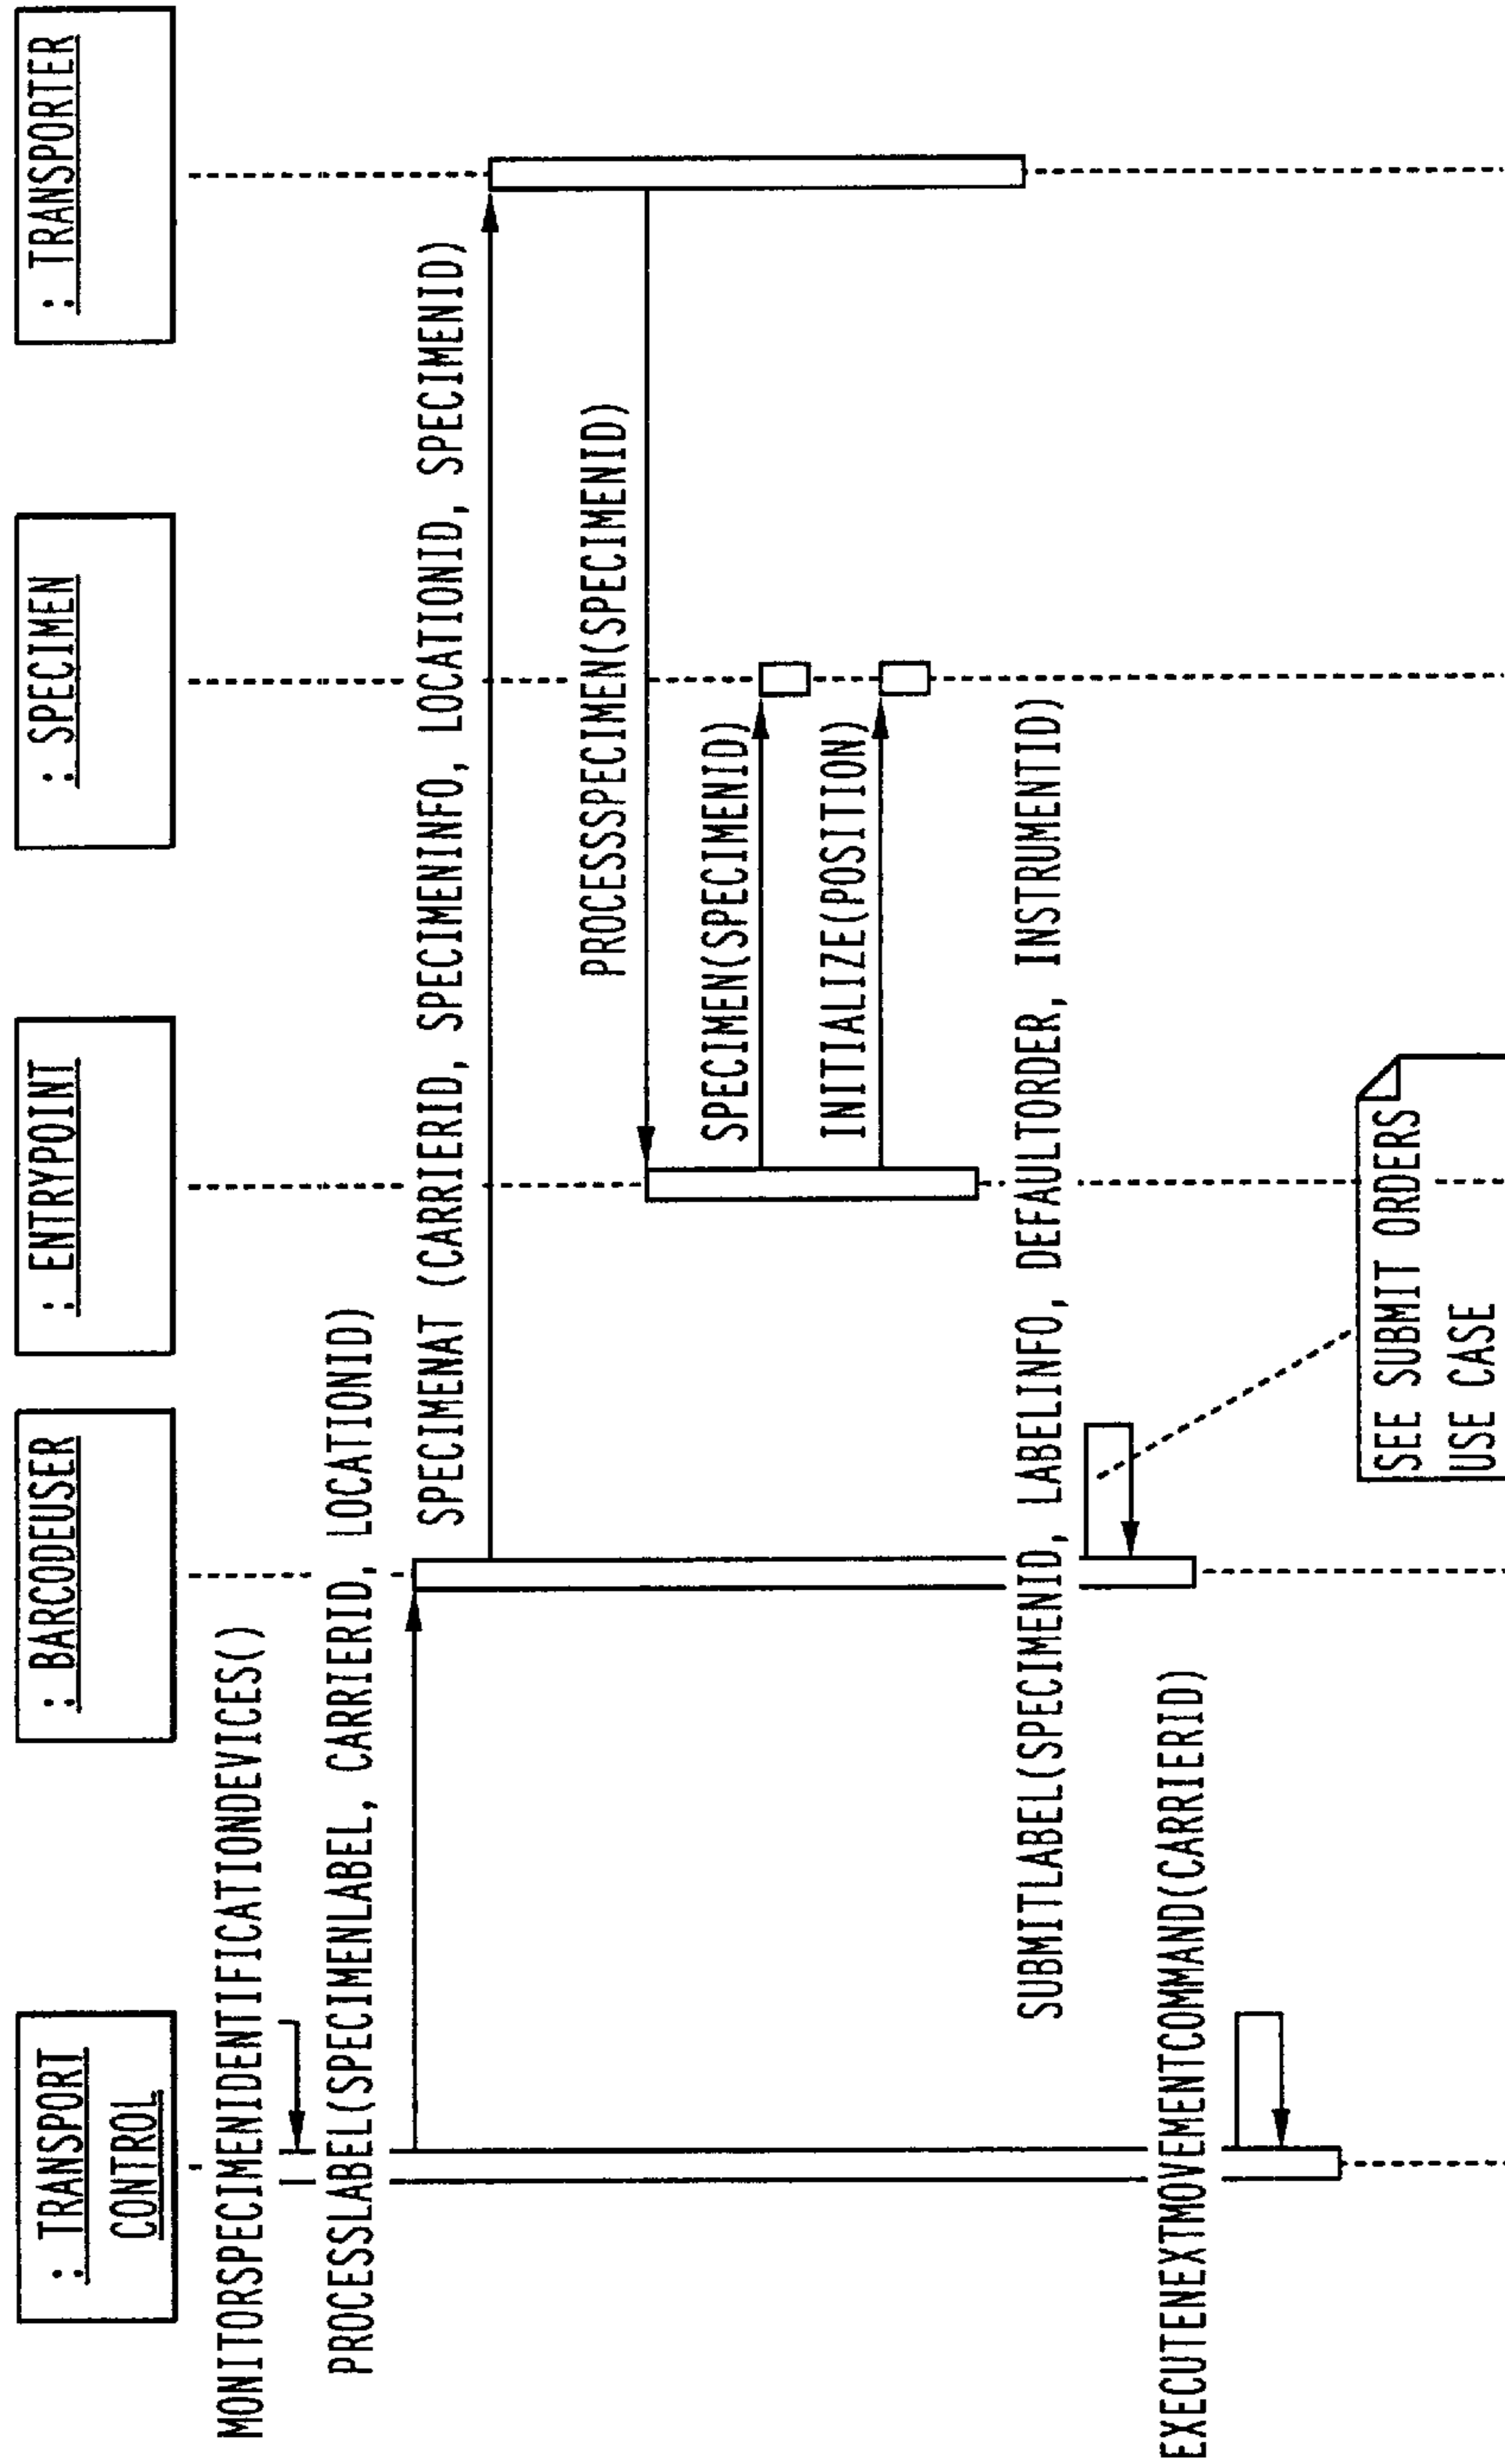 : TRANSPORT
CONTROL
: BARCODEUSER
: ENTRYPOINT
: SPECIMEN
: TRANSPORTER
MONITORSPECIMENIDENTIFICATIONDEVICES()
PROCESSLABEL(SPECIMENLABEL, CARRIERID, LOCATIONID)
SPECIMENAT (CARRIERID, SPECIMENINFO, LOCATIONID, SPECIMENID)
PROCESSSPECIMEN(SPECIMENID)
SPECIMEN(SPECIMENID)
INITIALIZE(POSITION)
SUBMITLABEL(SPECIMENID, LABELINFO, DEFAULTORDER, INSTRUMENTID)
EXECUTENEXTMOVEMENTCOMMAND(CARRIERID)
SEE SUBMIT ORDERS
USE CASE